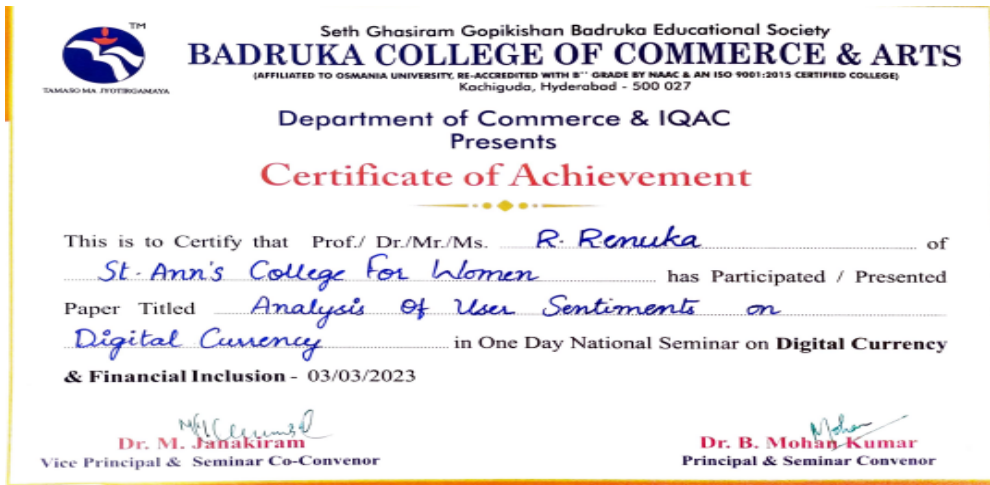 TM
Seth Ghasiram Gopikishan Badruka Educational Society
BADRUKA COLLEGE OF COMMERCE & ARTS
(AFFILIATED TO OSMANIA UNIVERSITY, RE-ACCREDITED WITH B++ GRADE BY NAAC & AN ISO 9001:2015 CERTIFIED COLLEGE)
TAMASO MA JYOTIRGAMAYA
Kachiguda, Hyderabad - 500 027
Department of Commerce & IQAC
Presents
Certificate of Achievement
This is to Certify that Prof./ Dr./Mr./Ms. R. Renuka of
St. Ann's College For Women has Participated / Presented
Paper Titled Analysis Of User Sentiments on
Digital Currency in One Day National Seminar on Digital Currency
& Financial Inclusion - 03/03/2023
Mohan
Dr. M. Janakiram Dr. B. Mohan Kumar
Vice Principal & Seminar Co-Convenor Principal & Seminar Convenor